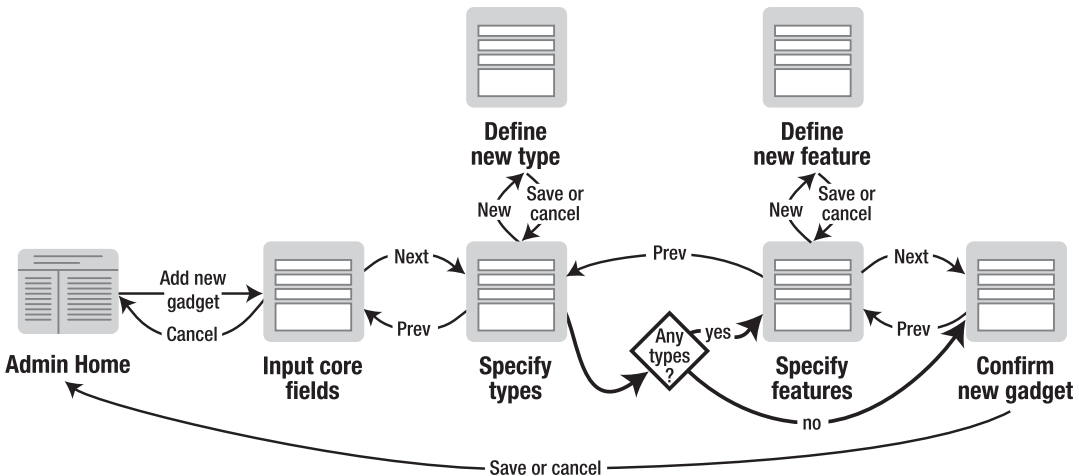 Define
new type
Define
new feature
New
Save or
cancel
New
Save or
cancel
Add new
gadget
Cancel
Next
Prev
Prev
Next
Prev
Any
types
?
yes
no
Admin Home
Input core
fields
Specify
types
Specify
features
Confirm
new gadget
Save or cancel